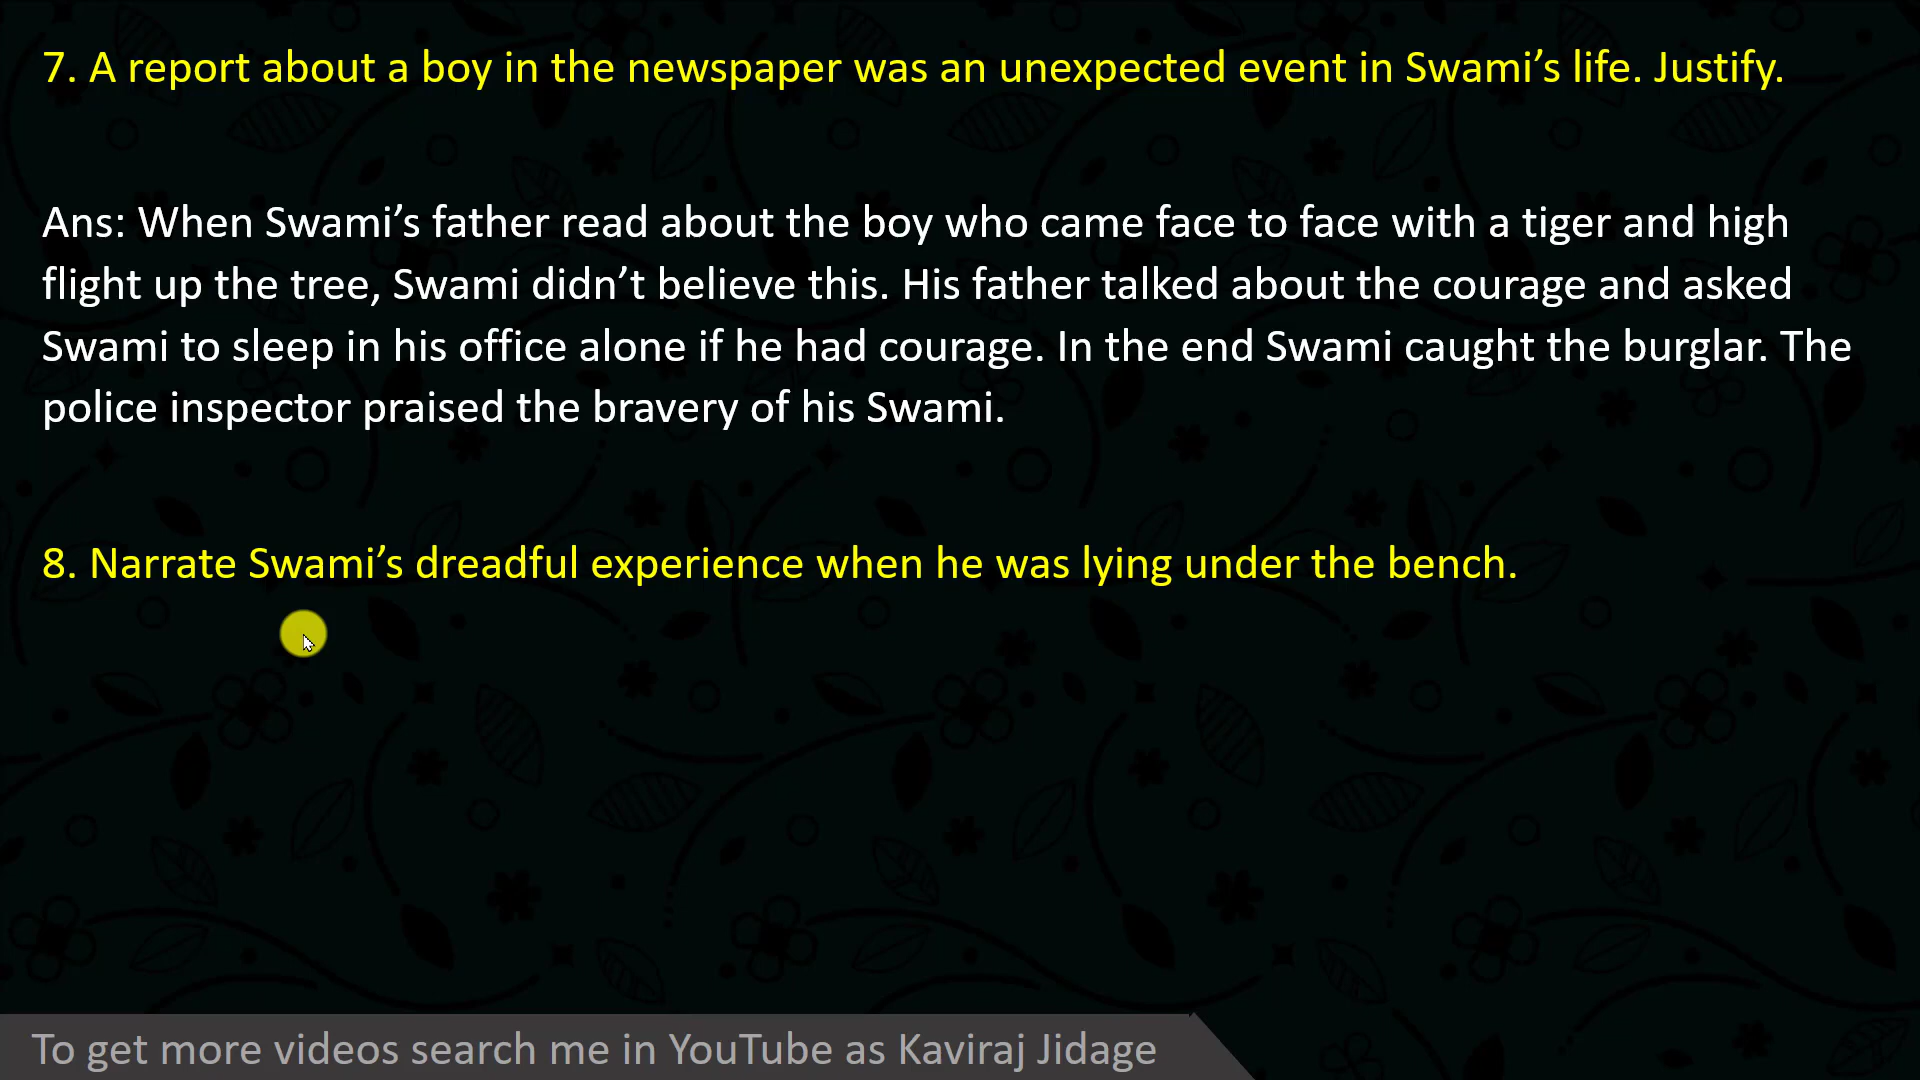 7. A report about a boy in the newspaper was an unexpected event in Swami’s life. Justify.
Ans: When Swami’s father read about the boy who came face to face with a tiger and high
flight up the tree, Swami didn’t believe this. His father talked about the courage and asked
Swami to sleep in his office alone if he had courage. In the end Swami caught the burglar. The
police inspector praised the bravery of his Swami.
8. Narrate Swami’s dreadful experience when he was lying under the bench.
To get more videos search me in YouTube as Kaviraj Jidage